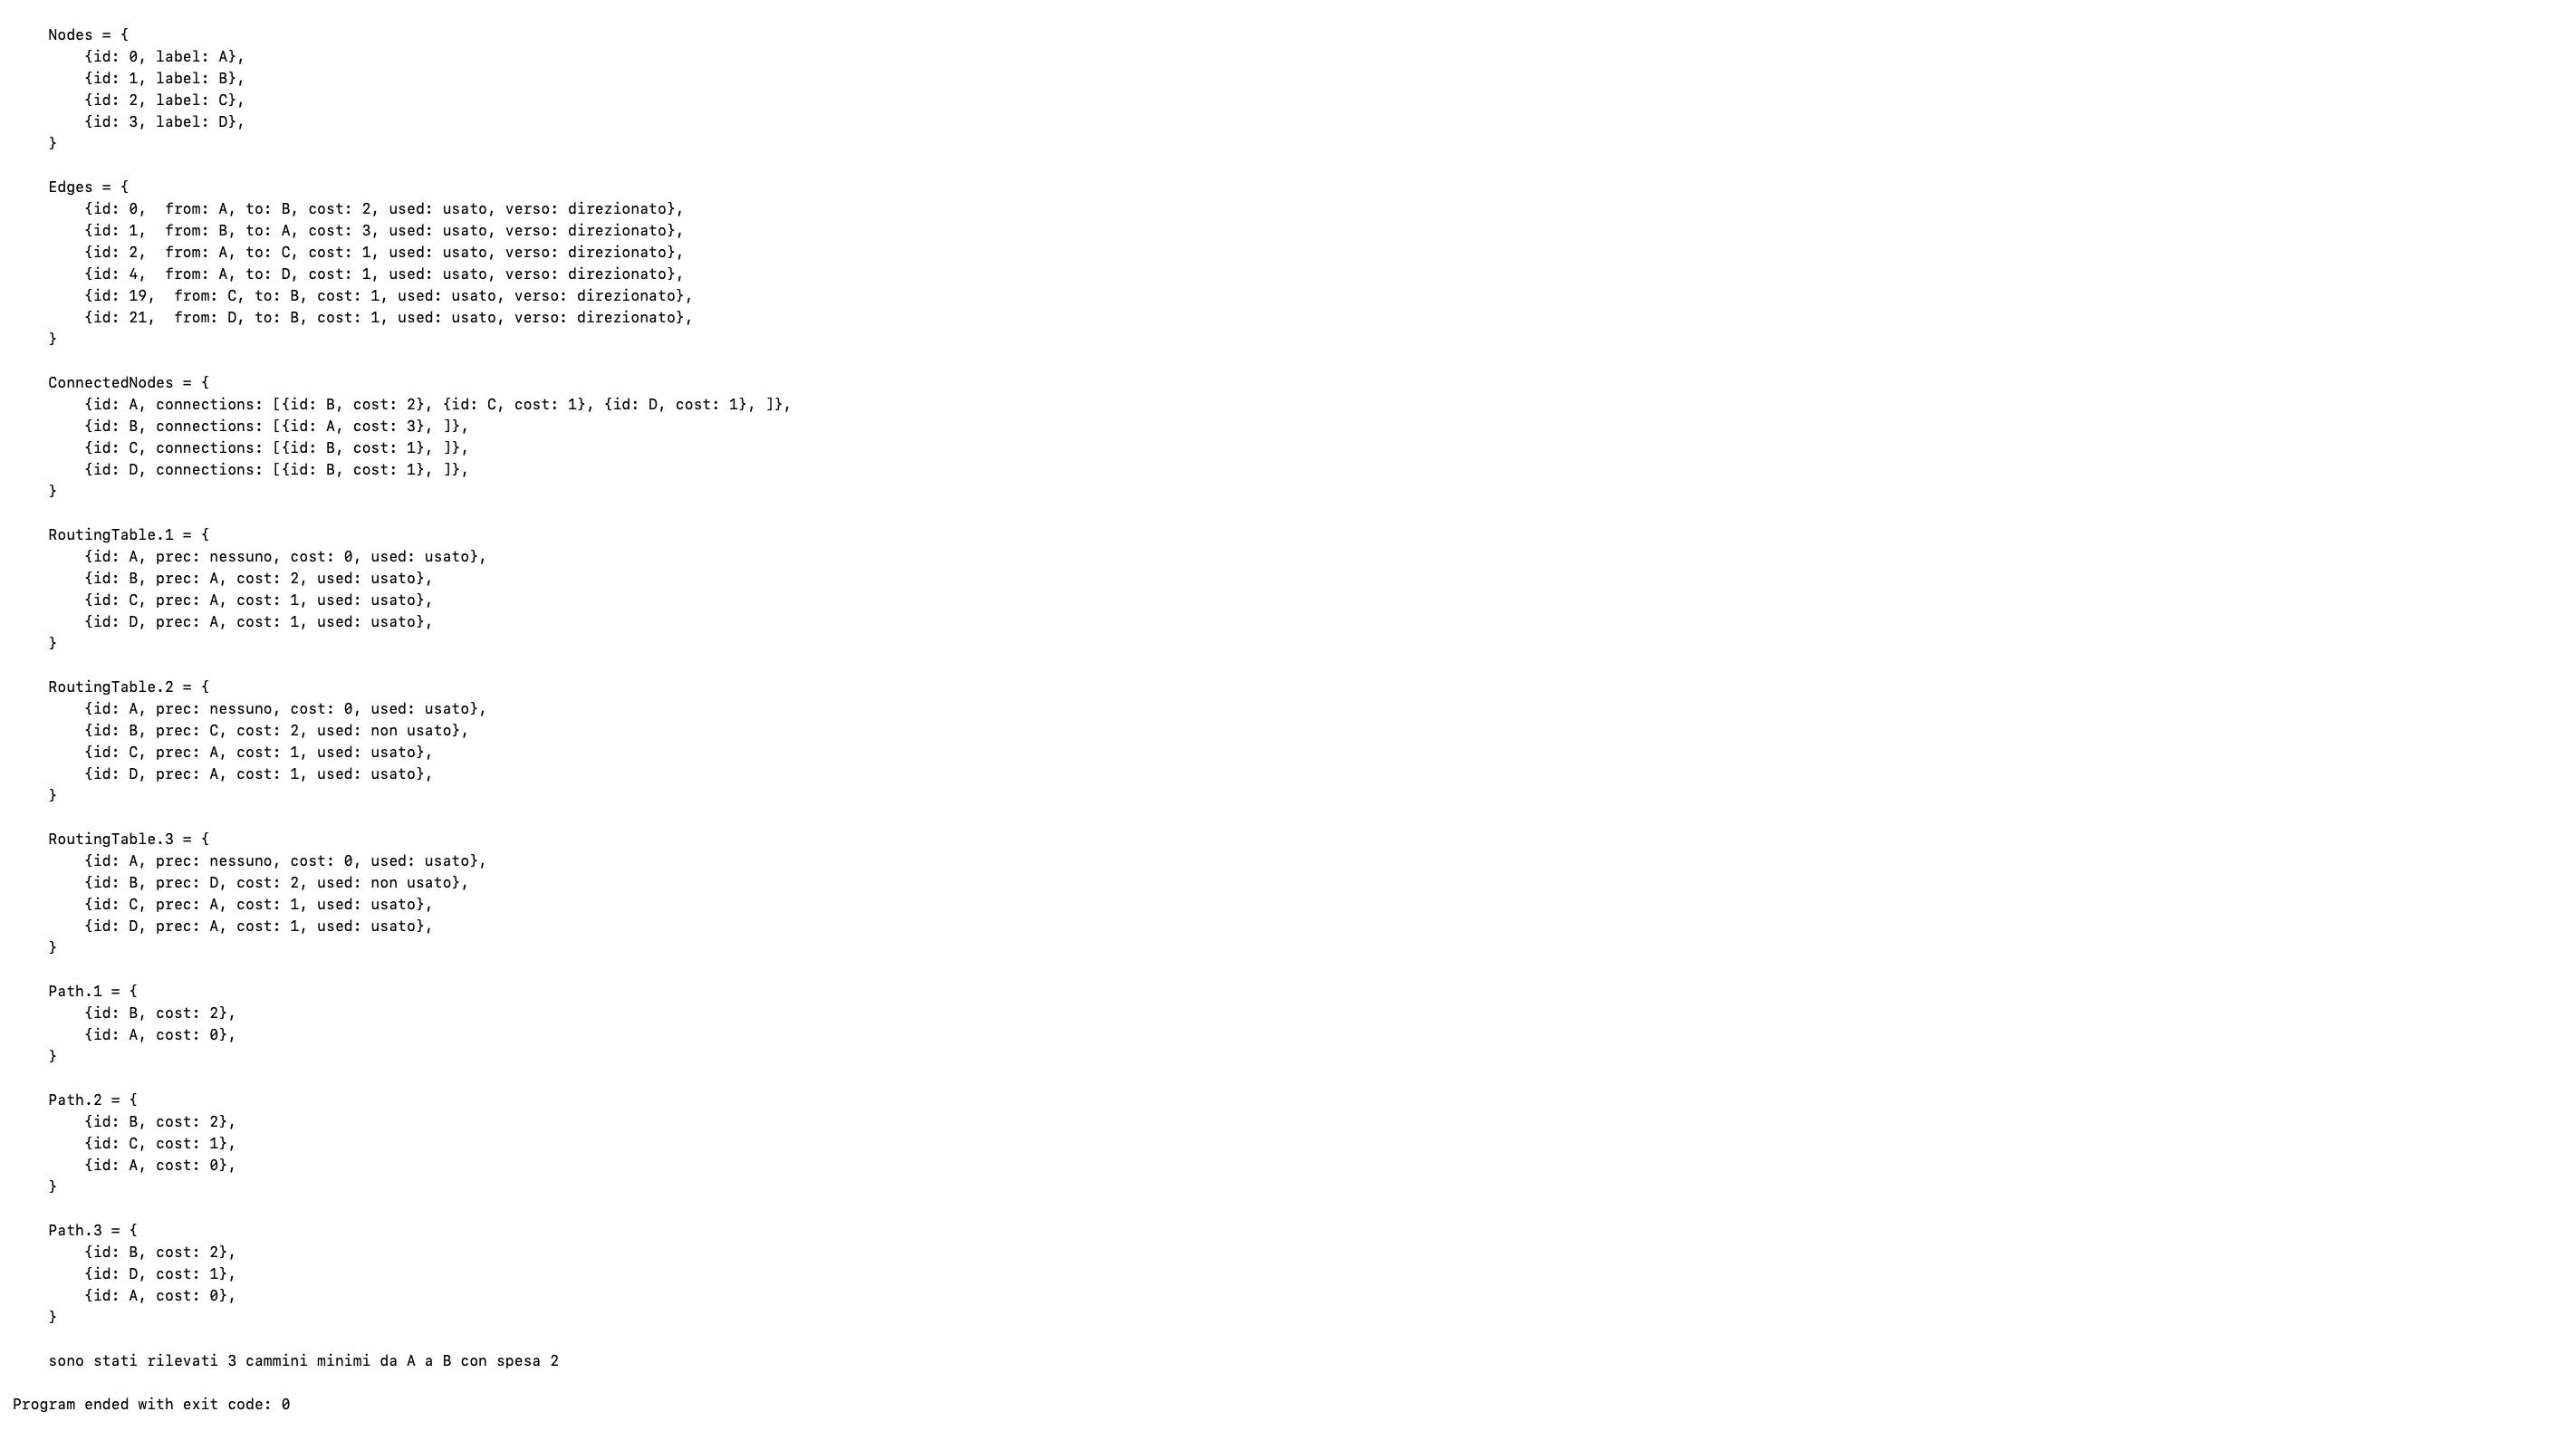 Nodes = {
{id: 0, label: A},
{id: 1, label: B},
{id: 2, label: C},
{id: 3, label: D},
}
Edges = {
{id: 0,  from: A, to: B, cost: 2, used: usato, verso: direzionato},
{id: 1,  from: B, to: A, cost: 3, used: usato, verso: direzionato},
{id: 2,  from: A, to: C, cost: 1, used: usato, verso: direzionato},
{id: 4,  from: A, to: D, cost: 1, used: usato, verso: direzionato},
{id: 19,  from: C, to: B, cost: 1, used: usato, verso: direzionato},
{id: 21,  from: D, to: B, cost: 1, used: usato, verso: direzionato},
}
ConnectedNodes = {
{id: A, connections: [{id: B, cost: 2}, {id: C, cost: 1}, {id: D, cost: 1}, ]},
{id: B, connections: [{id: A, cost: 3}, ]},
{id: C, connections: [{id: B, cost: 1}, ]},
{id: D, connections: [{id: B, cost: 1}, ]},
}
RoutingTable.1 = {
{id: A, prec: nessuno, cost: 0, used: usato},
{id: B, prec: A, cost: 2, used: usato},
{id: C, prec: A, cost: 1, used: usato},
{id: D, prec: A, cost: 1, used: usato},
}
RoutingTable.2 = {
{id: A, prec: nessuno, cost: 0, used: usato},
{id: B, prec: C, cost: 2, used: non usato},
{id: C, prec: A, cost: 1, used: usato},
{id: D, prec: A, cost: 1, used: usato},
}
RoutingTable.3 = {
{id: A, prec: nessuno, cost: 0, used: usato},
{id: B, prec: D, cost: 2, used: non usato},
{id: C, prec: A, cost: 1, used: usato},
{id: D, prec: A, cost: 1, used: usato},
}
Path.1 = {
{id: B, cost: 2},
{id: A, cost: 0},
}
Path.2 = {
{id: B, cost: 2},
{id: C, cost: 1},
{id: A, cost: 0},
}
Path.3 = {
{id: B, cost: 2},
{id: D, cost: 1},
{id: A, cost: 0},
}
sono stati rilevati 3 cammini minimi da A a B con spesa 2
Program ended with exit code: 0